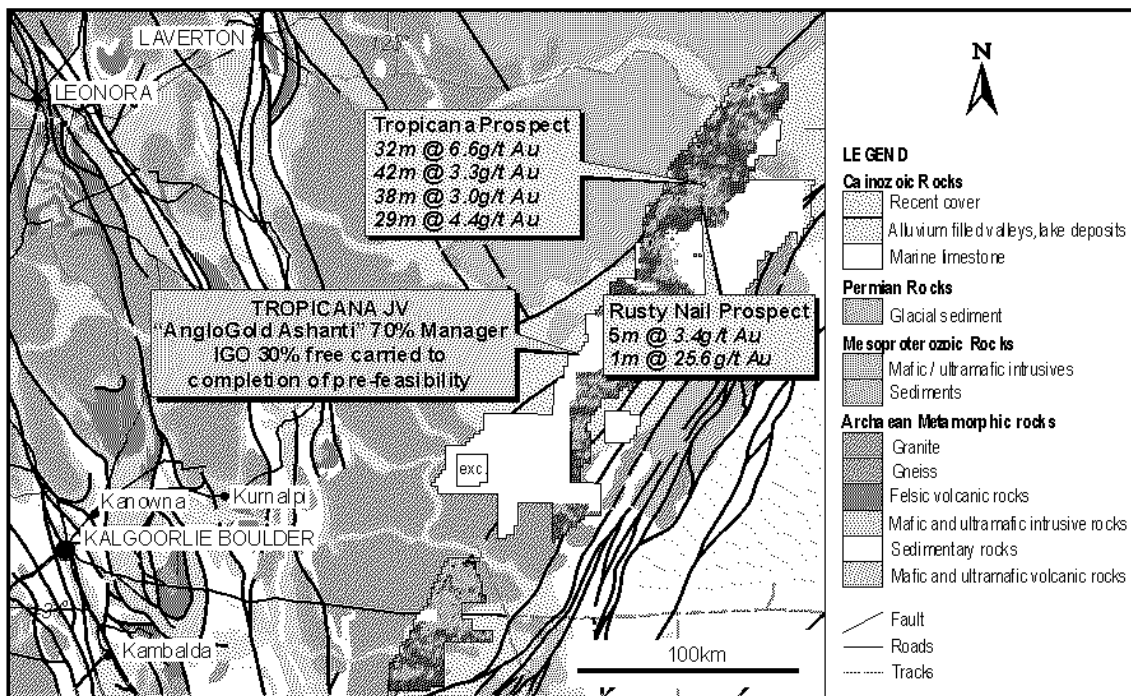 LAVERTON
LEONORA
Tropicana Prospect
32m @ 6.6g/t Au
42m @ 3.3g/t Au
38m @ 3.0g/t Au
29m @ 4.4g/t Au
TROPICANA JV
"AngloGold Ashanti" 70% Manager
IGO 30% free carried to
completion of pre-feasibility
Rusty Nail Prospect
5m @ 3.4g/t Au
1m @ 25.6g/t Au
exc
Kanowna
Kurnalpi
KALGOORLIE BOULDER
Kambalda
100km
N
LEGEND
Cainozoic Rocks
Recent cover
Alluvium filled valleys, lake deposits
Marine limestone
Permian Rocks
Glacial sediment
Mesoproterozoic Rocks
Mafic / ultramafic intrusives
Sediments
Archaean Metamorphic rocks
Granite
Gneiss
Felsic volcanic rocks
Mafic and ultramafic intrusive rocks
Sedimentary rocks
Mafic and ultramafic volcanic rocks
Fault
Roads
Tracks